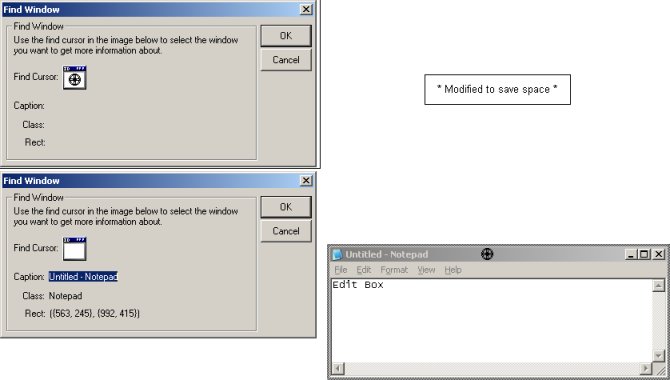 Find Window
Find Window
Use the find cursor in the image below to select the window
you want to get more information about.
OK
Cancel
Find Cursor:
Caption:
Class:
Rect:
* Modified to save space *
Find Window
Find Window
Use the find cursor in the image below to select the window
you want to get more information about.
OK
Cancel
Find Cursor:
Caption: Untitled - Notepad
Class: Notepad
Rect: ((563, 245), (992, 415))
Untitled - Notepad
File Edit Format View Help
Edit Box